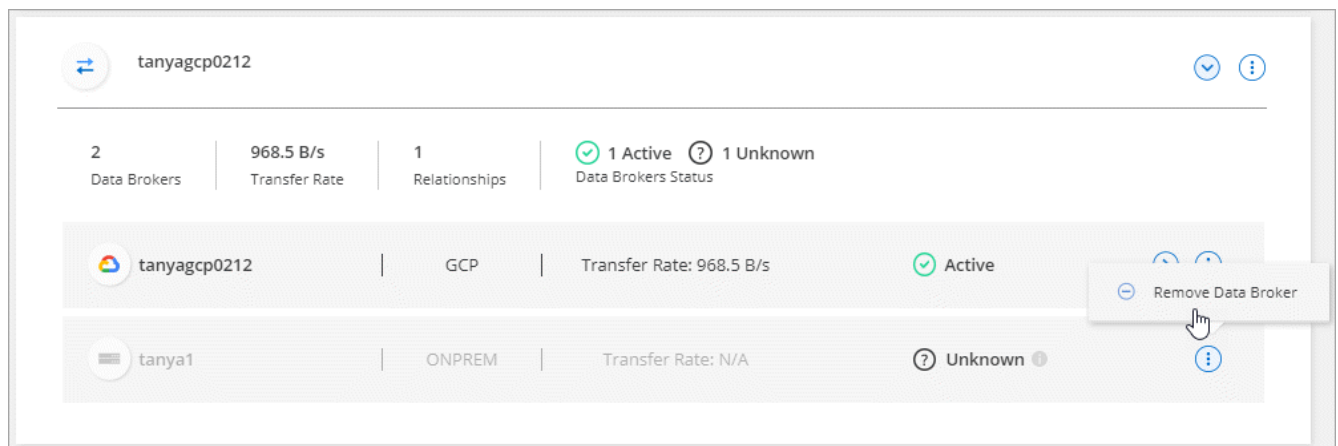 tanyagcp0212
2 968.5 B/s 1 1 Active 1 Unknown
Data Brokers Transfer Rate Relationships Data Brokers Status
tanyagcp0212 GCP Transfer Rate: 968.5 B/s Active
Remove Data Broker
tanya1 ONPREM Transfer Rate: N/A Unknown